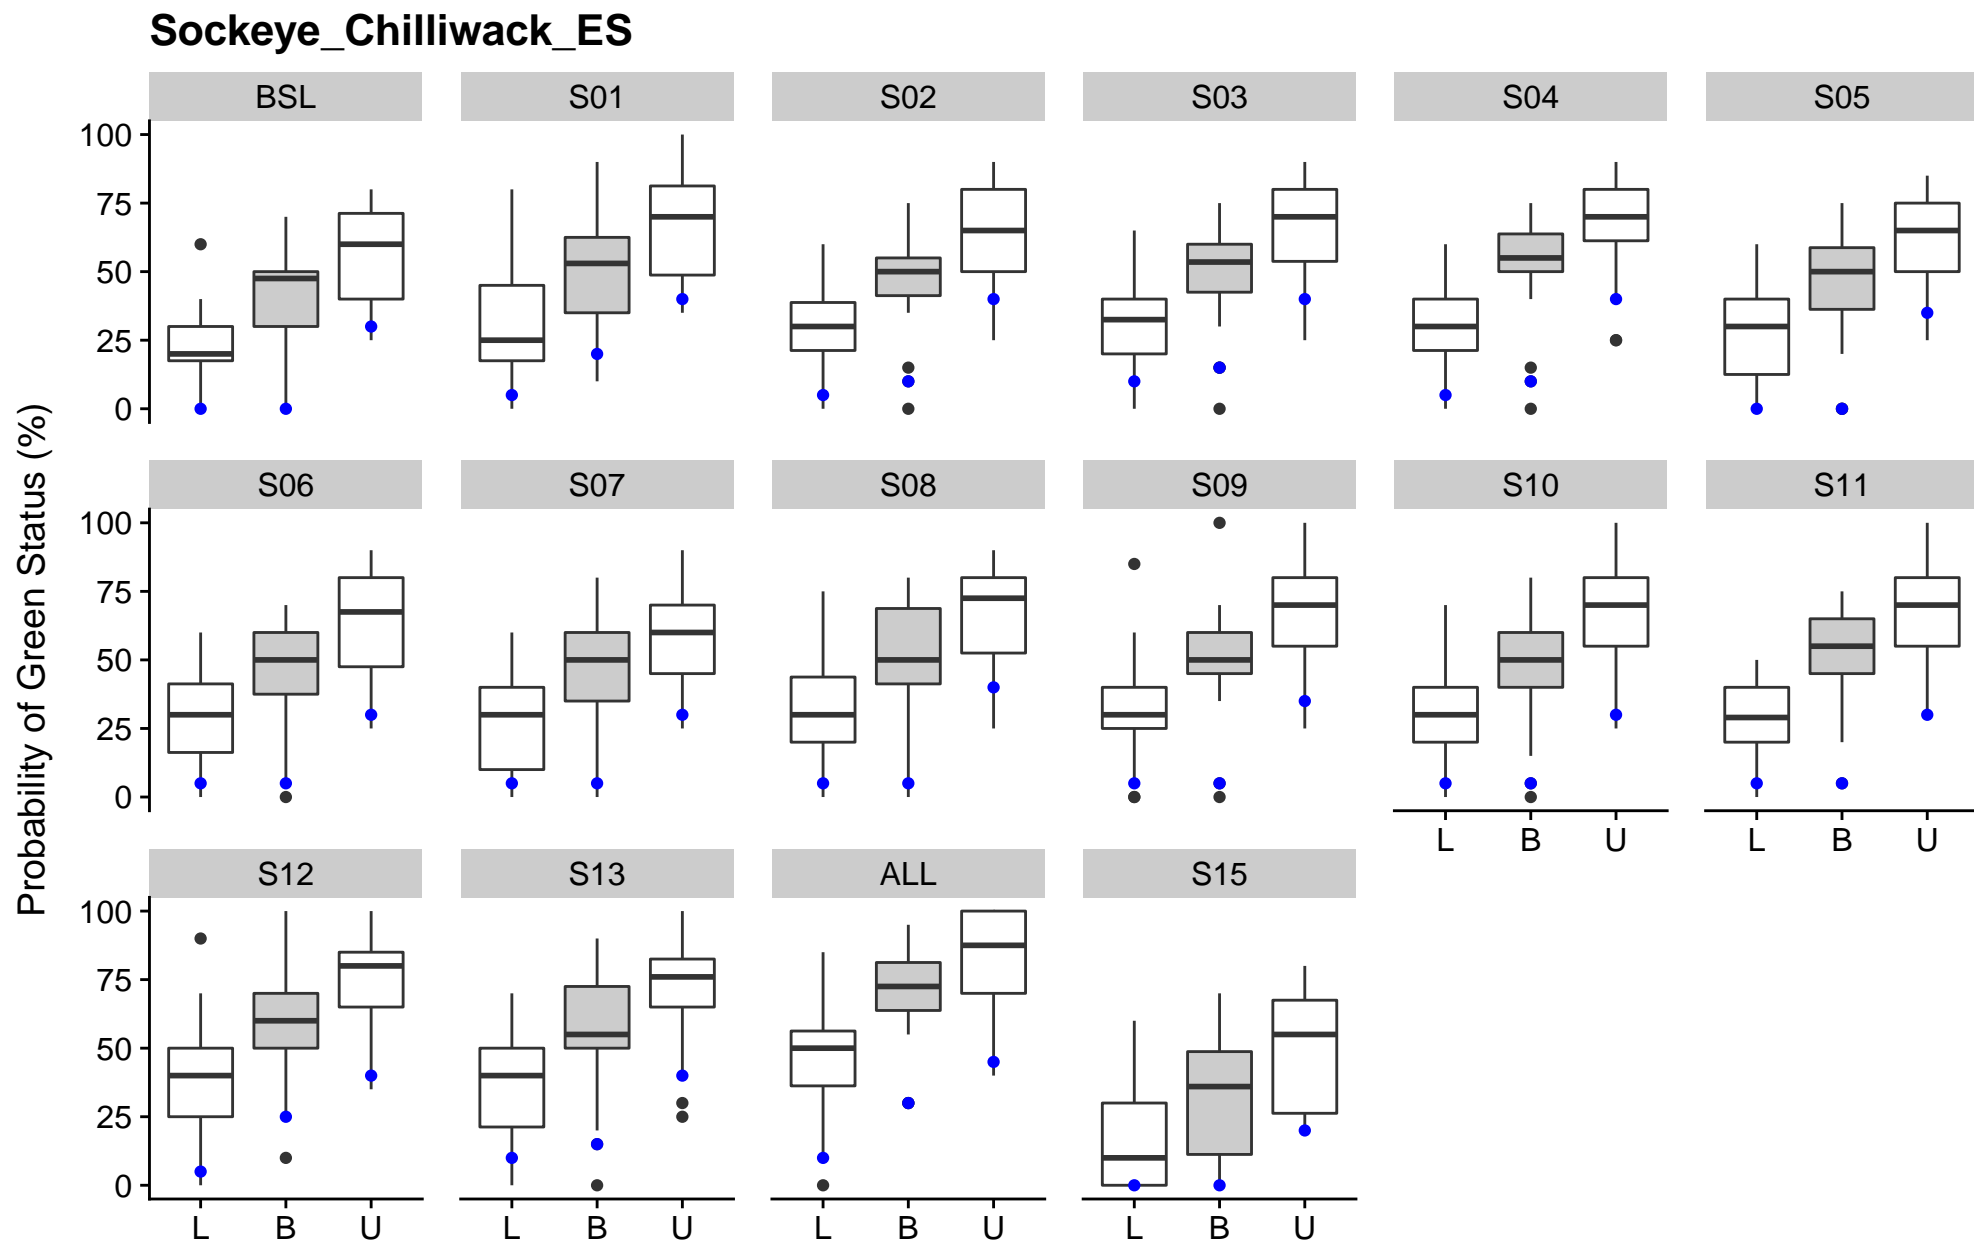 Sockeye_Chilliwack_ES
BSL S01 S02 S03 S04 S05
100
75
50
25
0
Probability of Green Status (%)
S06 S07 S08 S09 S10 S11
100
75
50
25
0
L B U L B U
S12 S13 ALL S15
100
75
50
25
0
L B U L B U L B U L B U